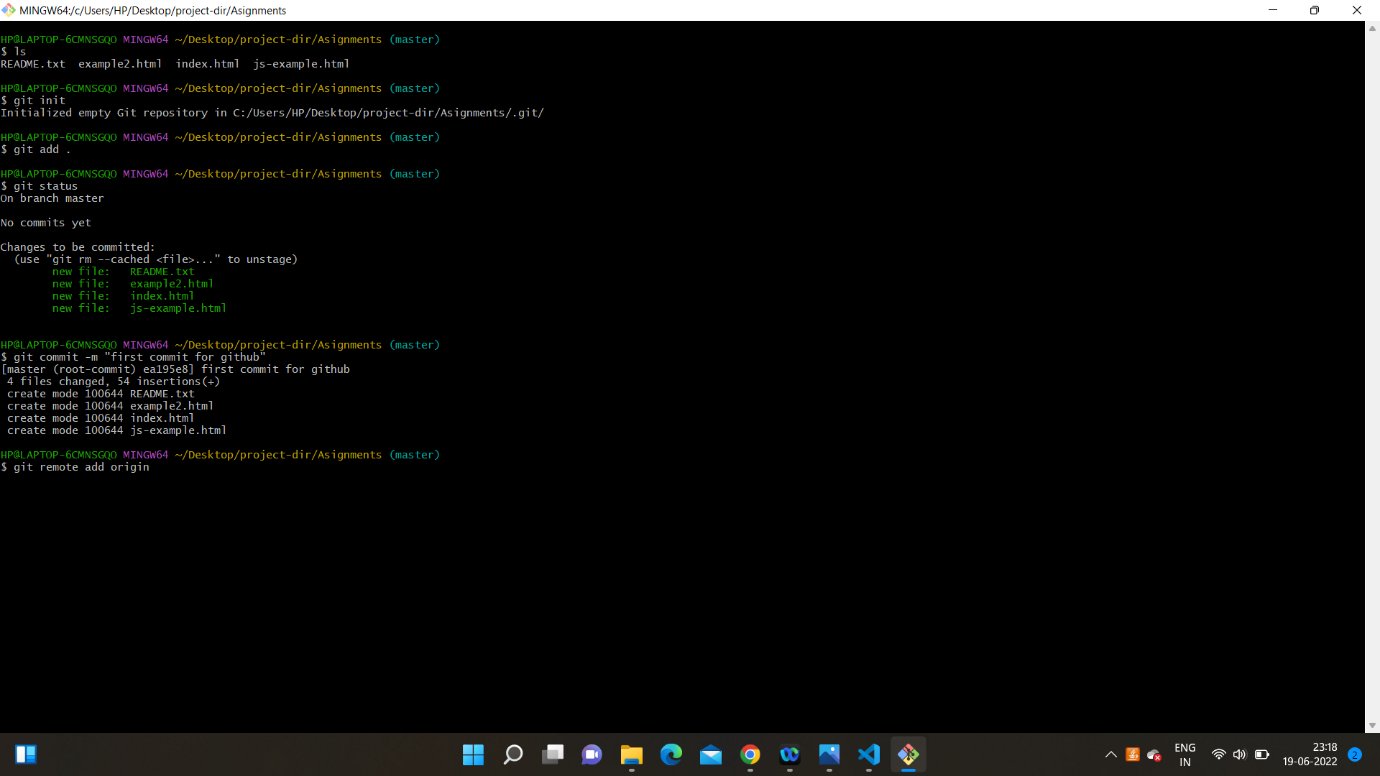 MINGW64:/c/Users/HP/Desktop/project-dir/Asignments
HP@LAPTOP-6CMNSGQO MINGW64 ~/Desktop/project-dir/Asignments (master)
$ ls
README.txt  example2.html  index.html  js-example.html
HP@LAPTOP-6CMNSGQO MINGW64 ~/Desktop/project-dir/Asignments (master)
$ git init
Initialized empty Git repository in C:/Users/HP/Desktop/project-dir/Asignments/.git/
HP@LAPTOP-6CMNSGQO MINGW64 ~/Desktop/project-dir/Asignments (master)
$ git add .
HP@LAPTOP-6CMNSGQO MINGW64 ~/Desktop/project-dir/Asignments (master)
$ git status
On branch master
No commits yet
Changes to be committed:
  (use "git rm --cached <file>..." to unstage)
        new file:   README.txt
        new file:   example2.html
        new file:   index.html
        new file:   js-example.html
HP@LAPTOP-6CMNSGQO MINGW64 ~/Desktop/project-dir/Asignments (master)
$ git commit -m "first commit for github"
[master (root-commit) ea195e8] first commit for github
 4 files changed, 54 insertions(+)
 create mode 100644 README.txt
 create mode 100644 example2.html
 create mode 100644 index.html
 create mode 100644 js-example.html
HP@LAPTOP-6CMNSGQO MINGW64 ~/Desktop/project-dir/Asignments (master)
$ git remote add origin
ENG
IN
23:18
19-06-2022
2